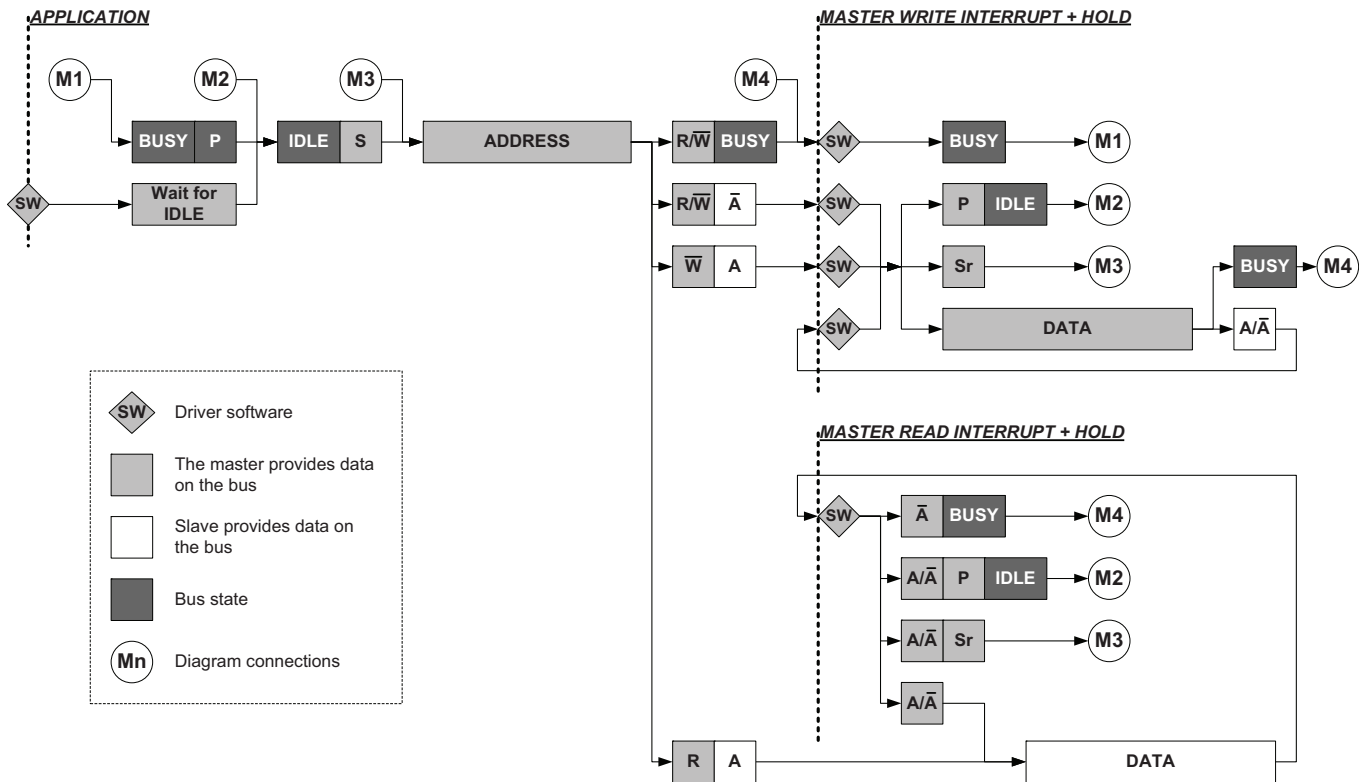 APPLICATION
MASTER WRITE INTERRUPT + HOLD
M1
M2
M3
M4
BUSY P
IDLE S
ADDRESS
R/W̅ BUSY
SW
BUSY
M1
SW
Wait for
IDLE
R/W̅ A̅
SW
P IDLE
M2
W̅ A
SW
Sr
M3
BUSY
M4
SW
DATA
A/A̅
SW
Driver software
The master provides data
on the bus
Slave provides data on
the bus
Bus state
Mn
Diagram connections
MASTER READ INTERRUPT + HOLD
SW
A̅ BUSY
M4
A/A̅ P IDLE
M2
A/A̅ Sr
M3
A/A̅
R A
DATA